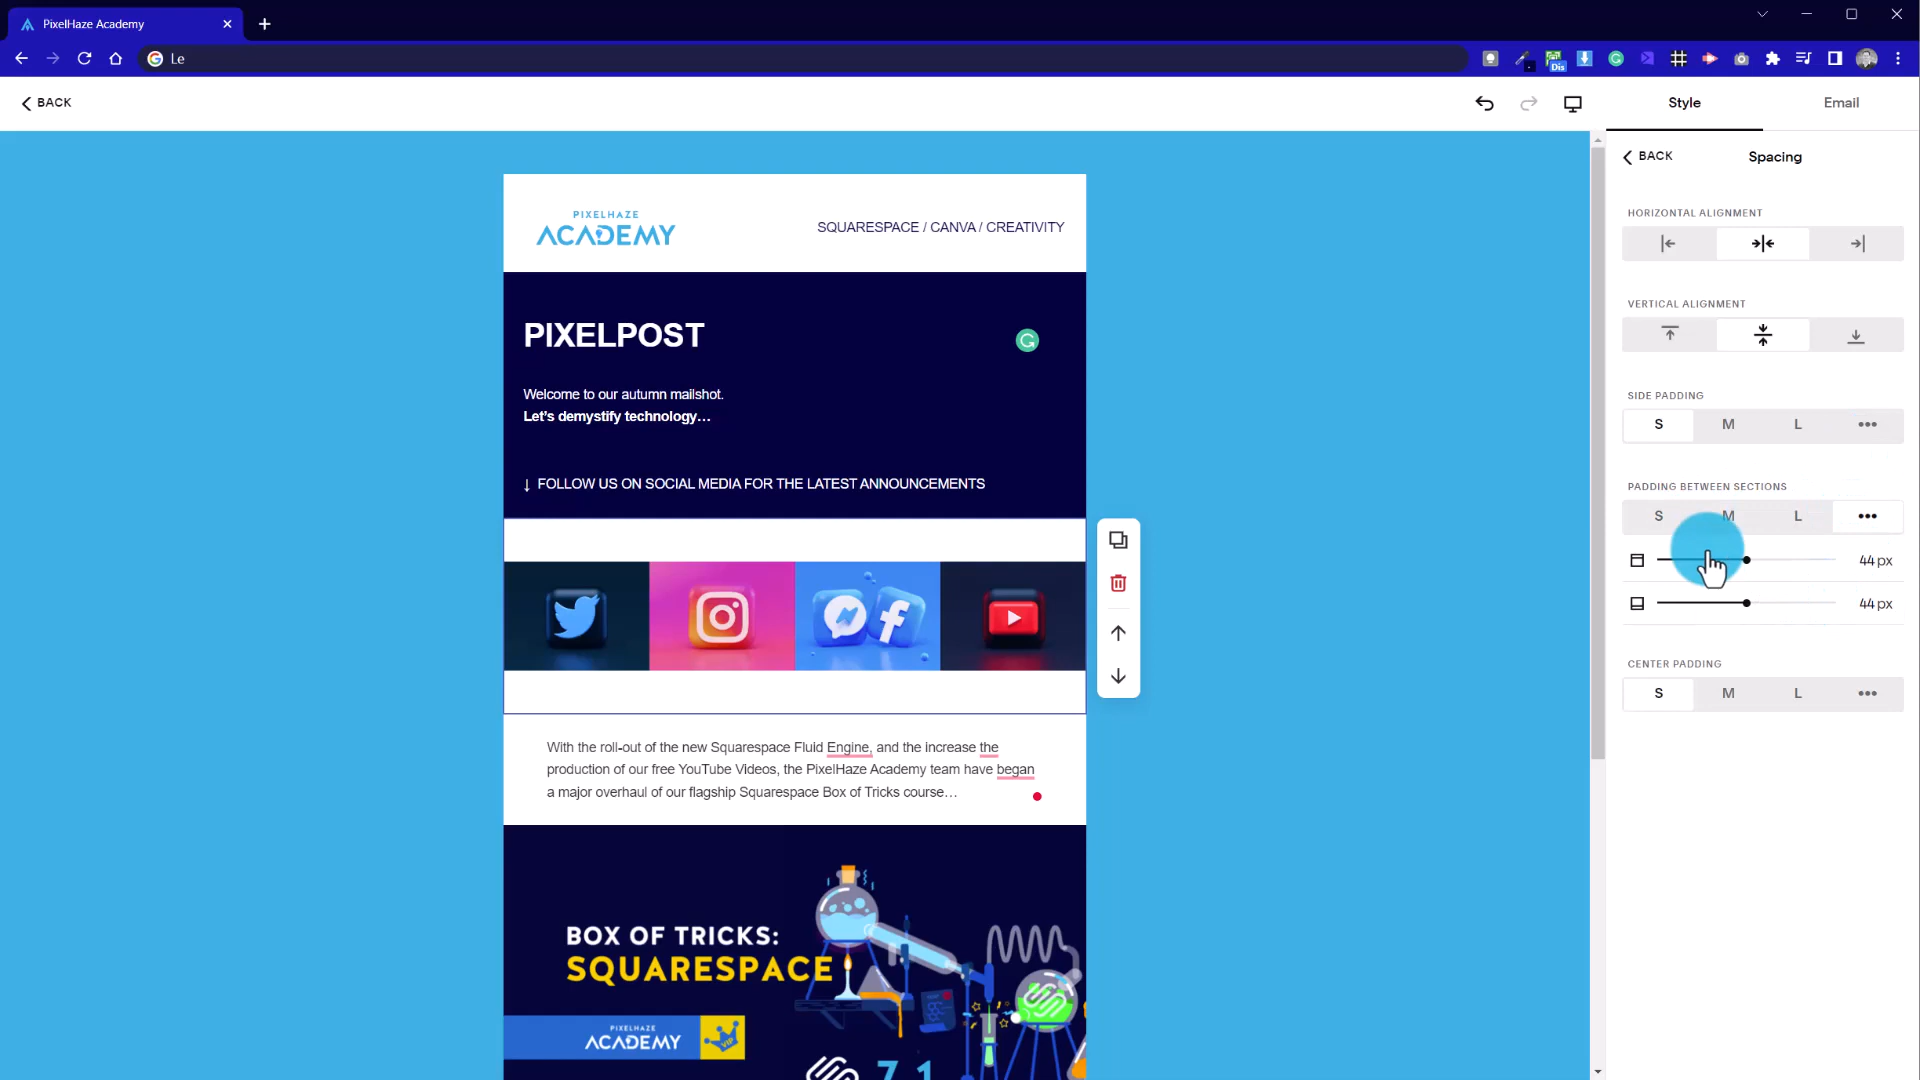 PixelHaze Academy
Le
Dis
BACK
Style
Email
BACK
Spacing
HORIZONTAL ALIGNMENT
VERTICAL ALIGNMENT
SIDE PADDING
S M L
PADDING BETWEEN SECTIONS
S M L
44 px
44 px
CENTER PADDING
S M L
PIXELHAZE
ACADEMY
SQUARESPACE / CANVA / CREATIVITY
PIXELPOST
Welcome to our autumn mailshot.
Let's demystify technology…
↓ FOLLOW US ON SOCIAL MEDIA FOR THE LATEST ANNOUNCEMENTS
With the roll-out of the new Squarespace Fluid Engine, and the increase the
production of our free YouTube Videos, the PixelHaze Academy team have began
a major overhaul of our flagship Squarespace Box of Tricks course…
BOX OF TRICKS:
SQUARESPACE
PIXELHAZE
ACADEMY
VIP
7.1